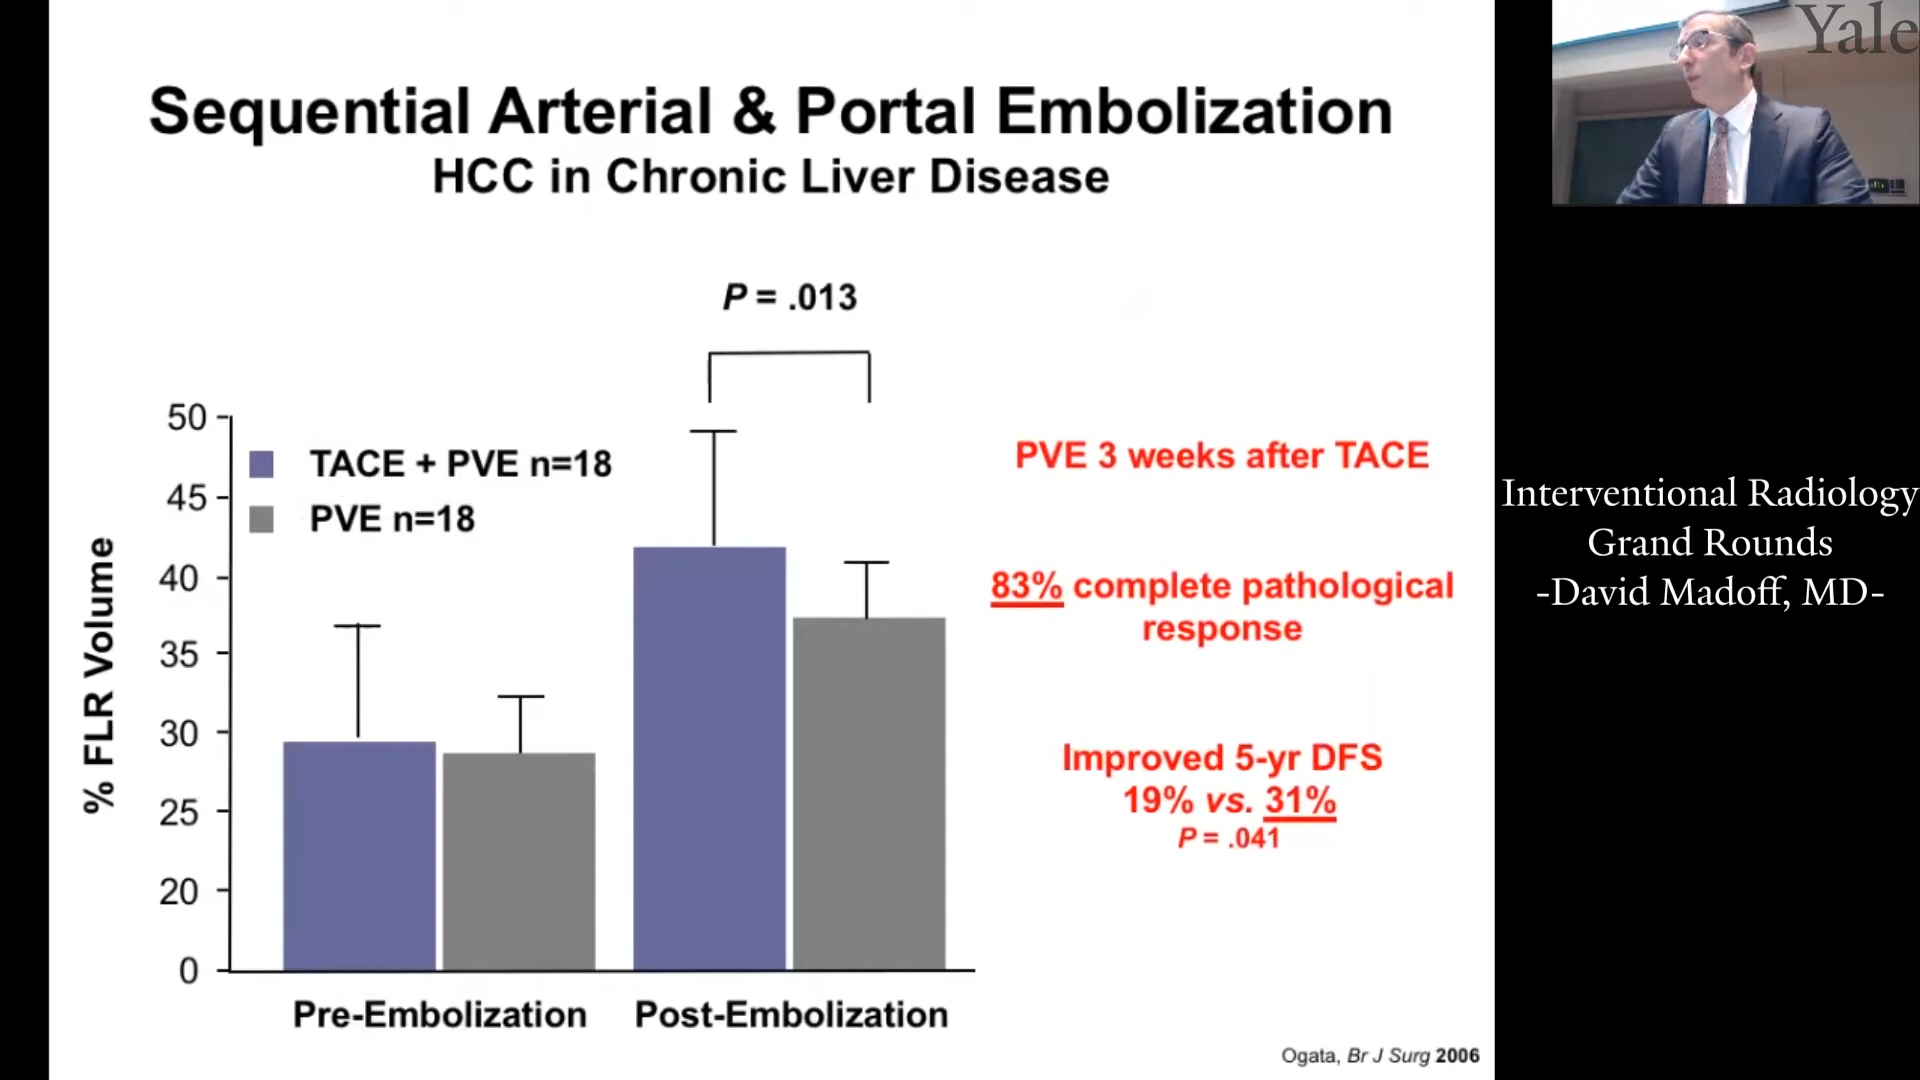 Sequential Arterial & Portal Embolization
HCC in Chronic Liver Disease
P = .013
50
45
40
35
30
25
20
0
% FLR Volume
TACE + PVE n=18
PVE n=18
Pre-Embolization
Post-Embolization
PVE 3 weeks after TACE
83% complete pathological
response
Improved 5-yr DFS
19% vs. 31%
P = .041
Ogata, Br J Surg 2006
Yale
Interventional Radiology
Grand Rounds
-David Madoff, MD-